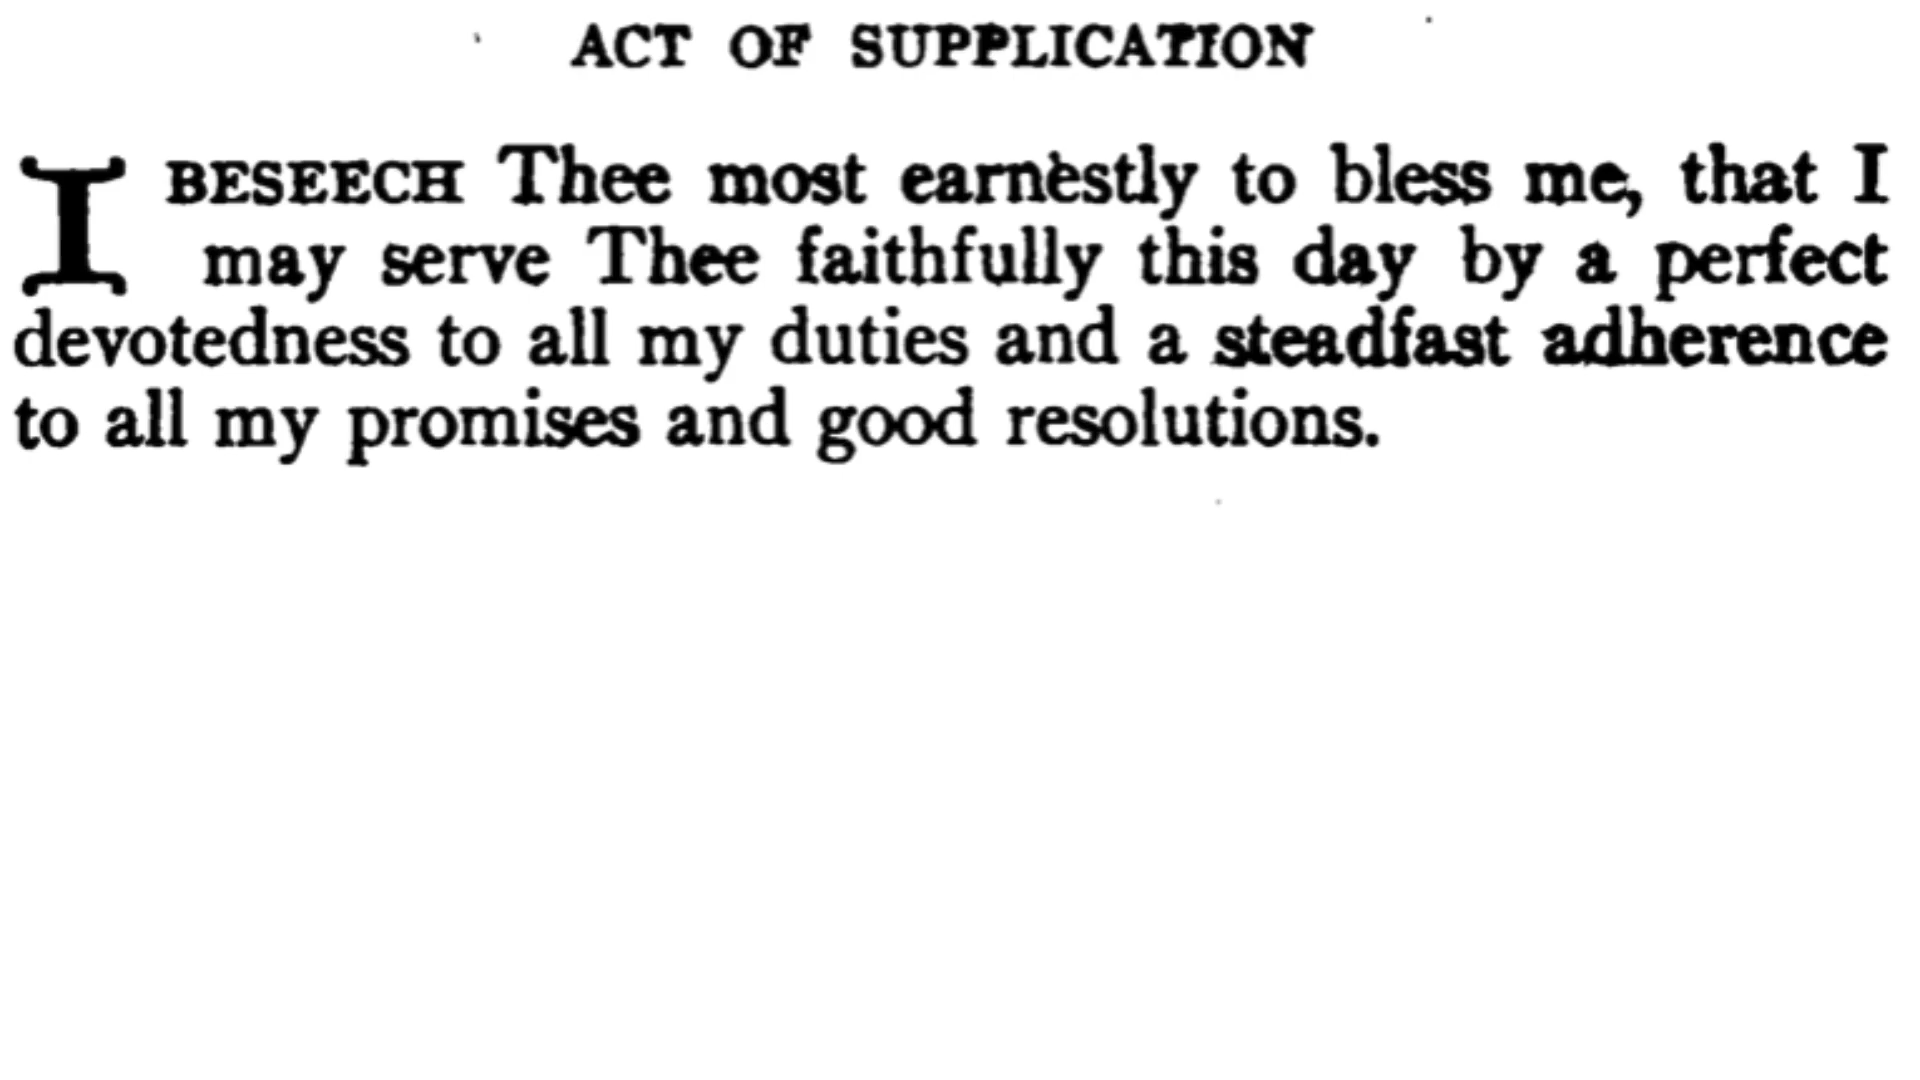 ACT OF SUPPLICATION
I BESEECH Thee most earnestly to bless me, that I
may serve Thee faithfully this day by a perfect
devotedness to all my duties and a steadfast adherence
to all my promises and good resolutions.